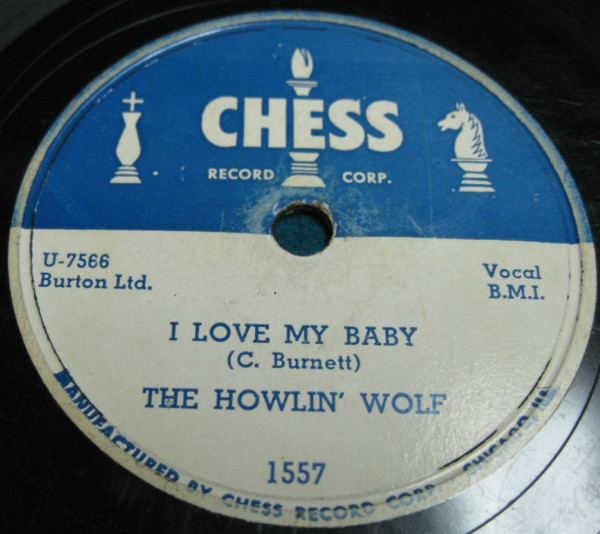 CHESS
RECORD CORP.
U-7566
Burton Ltd.
Vocal
B.M.I.
I LOVE MY BABY
(C. Burnett)
THE HOWLIN' WOLF
1557
MANUFACTURED BY CHESS RECORD CORP. CHICAGO ILL.